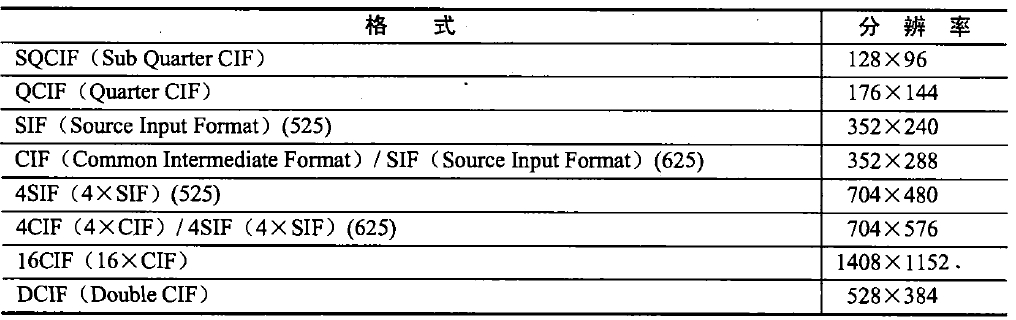 格 式 分 辨 率
SQCIF（Sub Quarter CIF） 128×96
QCIF（Quarter CIF） 176×144
SIF（Source Input Format）(525) 352×240
CIF（Common Intermediate Format）/ SIF（Source Input Format）(625) 352×288
4SIF（4×SIF）(525) 704×480
4CIF（4×CIF）/ 4SIF（4×SIF）(625) 704×576
16CIF（16×CIF） 1408×1152
DCIF（Double CIF） 528×384